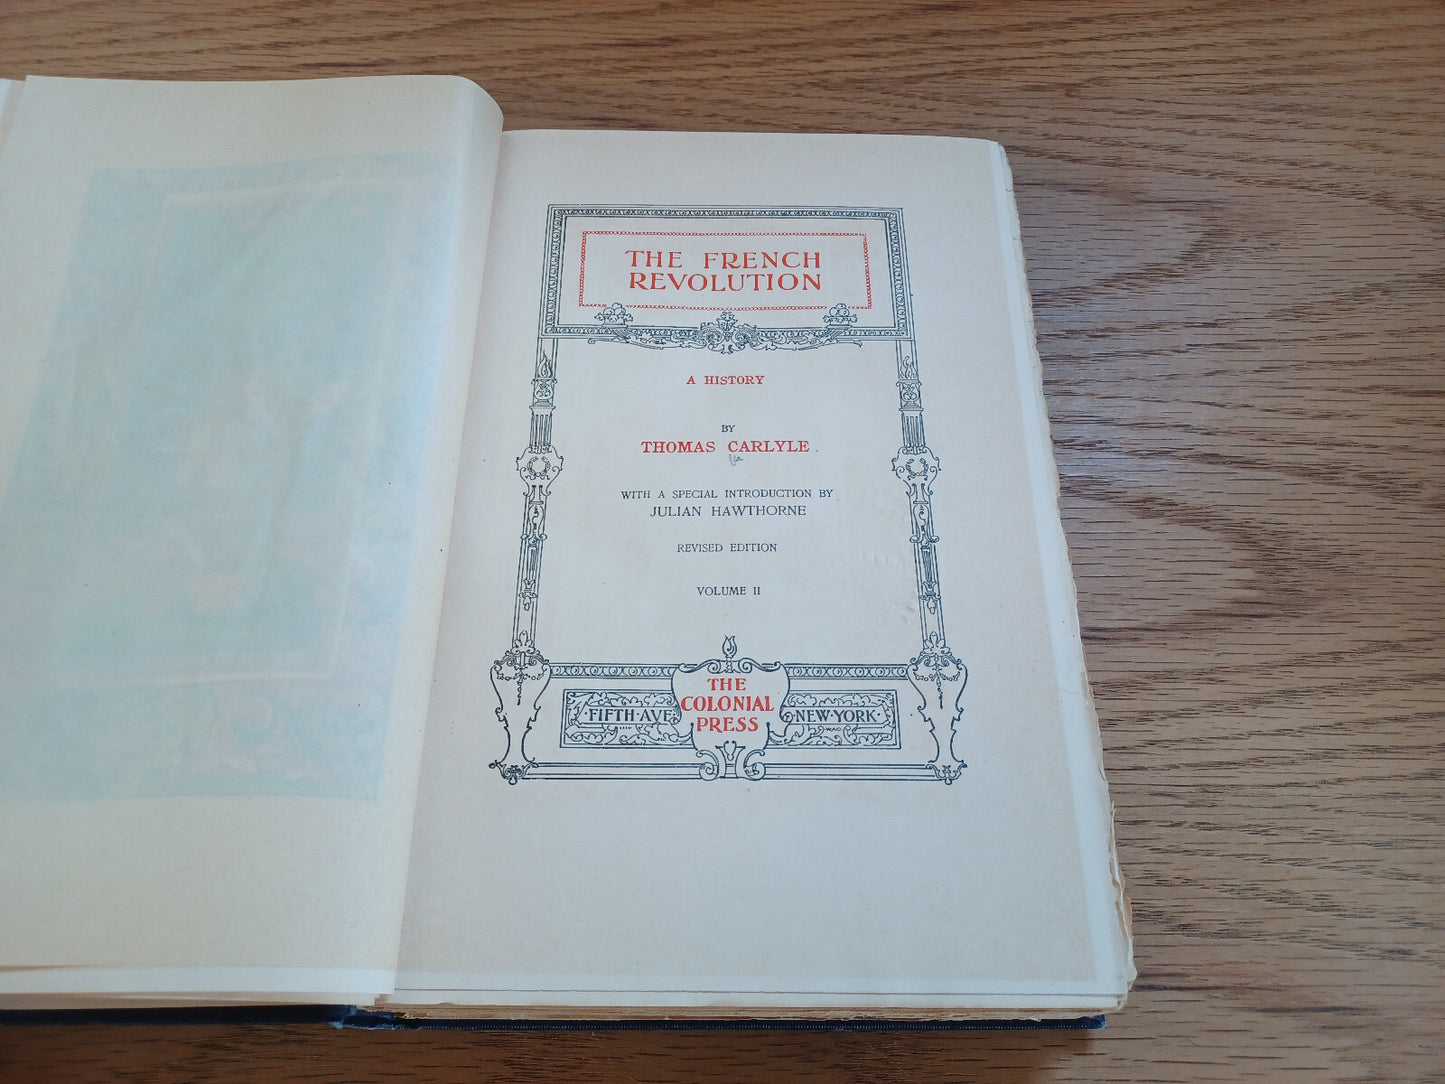 THE FRENCH
REVOLUTION
A HISTORY
BY
THOMAS CARLYLE
WITH A SPECIAL INTRODUCTION BY
JULIAN HAWTHORNE
REVISED EDITION
VOLUME II
THE
COLONIAL
PRESS
·FIFTH·AVE·
·NEW·YORK·